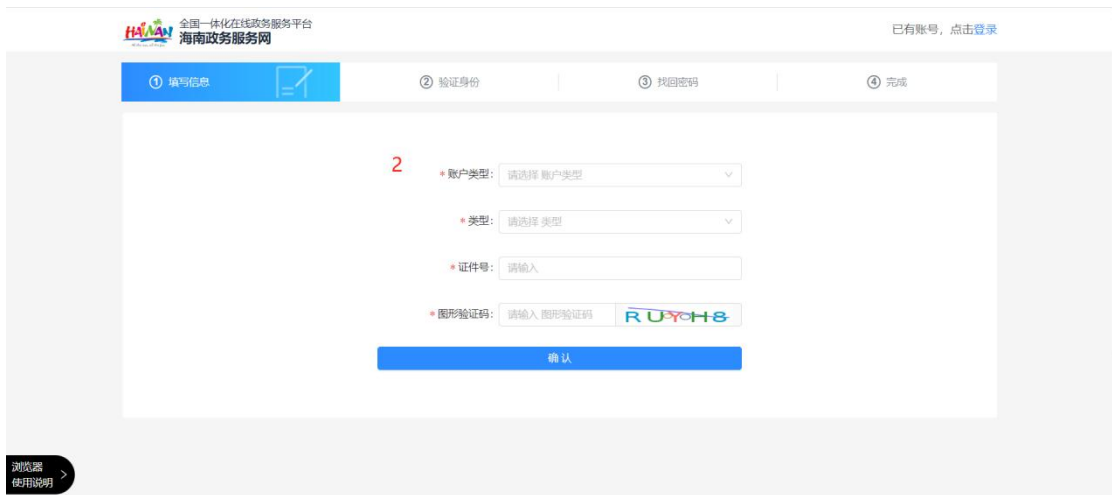 HAINAN
全国一体化在线政务服务平台
海南政务服务网
已有账号，点击登录
① 填写信息
② 验证身份
③ 找回密码
④ 完成
2
* 账户类型: 请选择 账户类型
* 类型: 请选择 类型
* 证件号: 请输入
* 图形验证码: 请输入 图形验证码
确 认
浏览器
使用说明 >